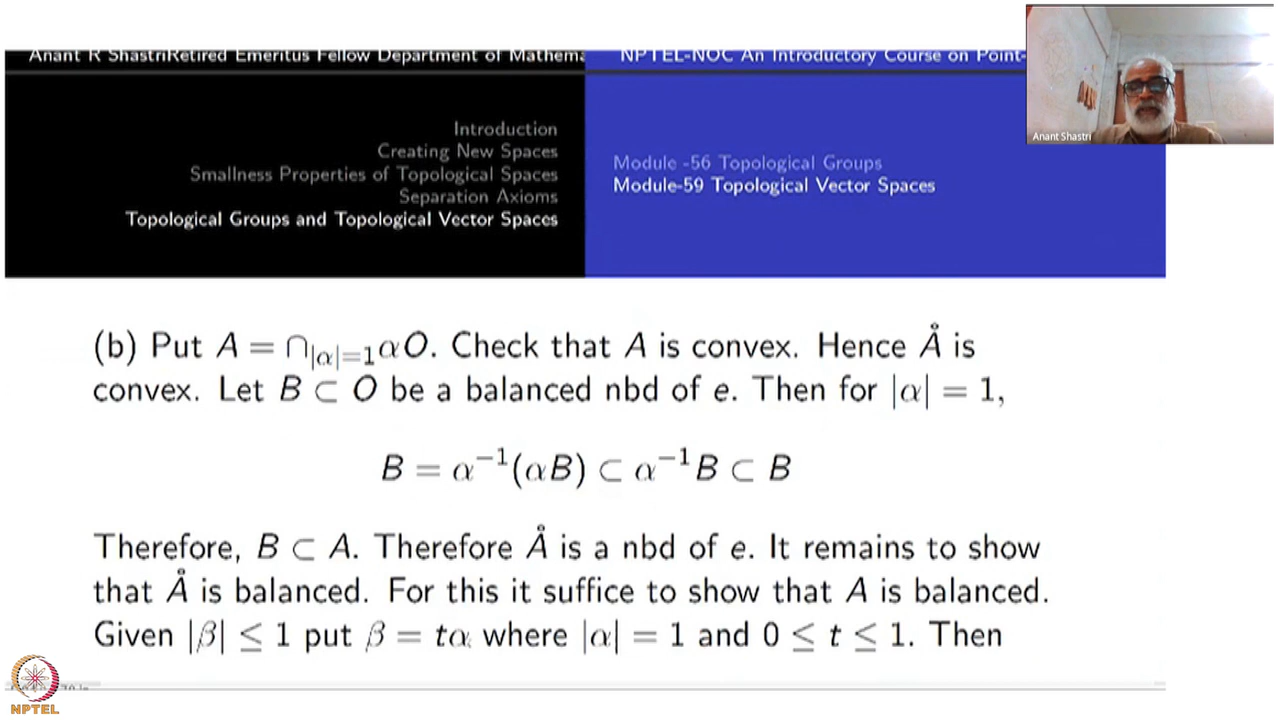 Anant R ShastriRetired Emeritus Fellow Department of Mathema
NPTEL-NOC An Introductory Course on Point-
Anant Shastri
Introduction
Creating New Spaces
Smallness Properties of Topological Spaces
Separation Axioms
Topological Groups and Topological Vector Spaces
Module -56 Topological Groups
Module-59 Topological Vector Spaces
(b) Put A = ∩|α|=1αO. Check that A is convex. Hence Å is
convex. Let B ⊂ O be a balanced nbd of e. Then for |α| = 1,
B = α⁻¹(αB) ⊂ α⁻¹B ⊂ B
Therefore, B ⊂ A. Therefore Å is a nbd of e. It remains to show
that Å is balanced. For this it suffice to show that A is balanced.
Given |β| ≤ 1 put β = tα where |α| = 1 and 0 ≤ t ≤ 1. Then
NPTEL